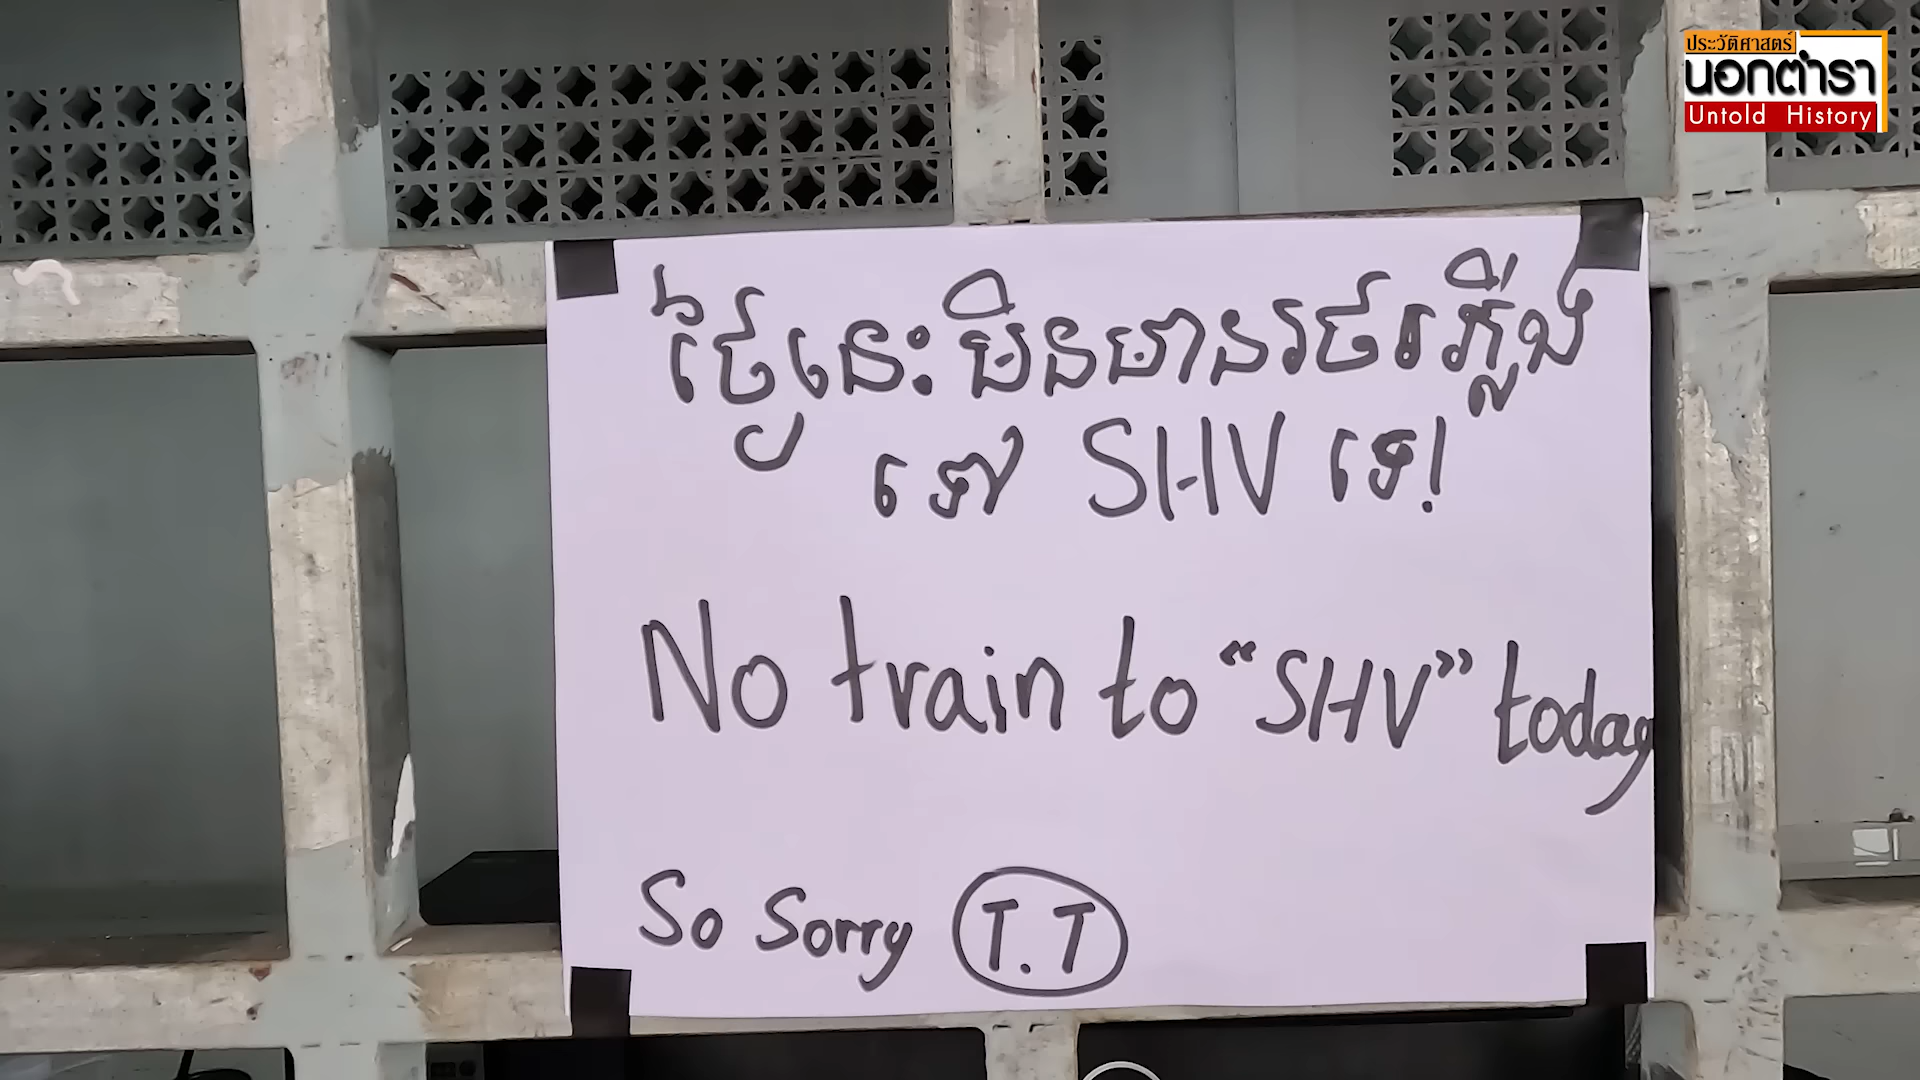 ประวัติศาสตร์
นอกตำรา
Untold History
ថ្ងៃនេះមិនមានរថភ្លើង
ទៅ SHV ទេ!
No train to "SHV" today
So Sorry T.T